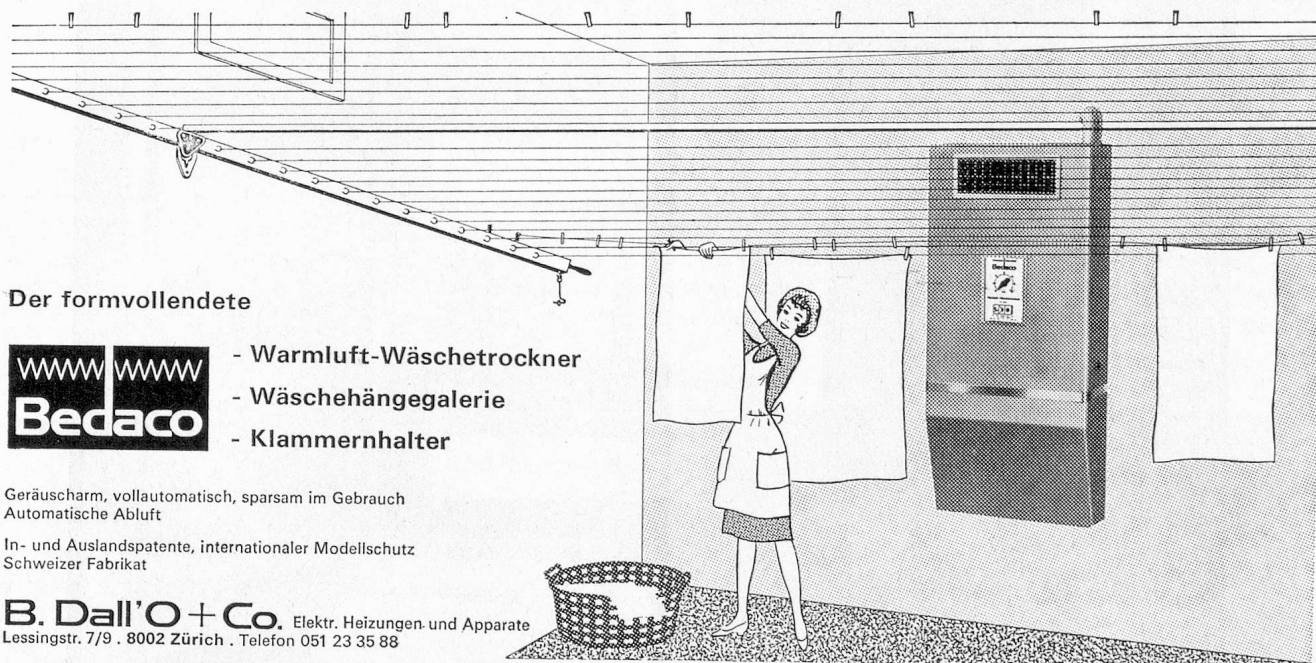 Der formvollendete
Bedaco
- Warmluft-Wäschetrockner
- Wäschehängegalerie
- Klammernhalter
Geräuscharm, vollautomatisch, sparsam im Gebrauch
Automatische Abluft
In- und Auslandspatente, internationaler Modellschutz
Schweizer Fabrikat
B. Dall'O + Co. Elektr. Heizungen und Apparate
Lessingstr. 7/9 . 8002 Zürich . Telefon 051 23 35 88
Bedaco